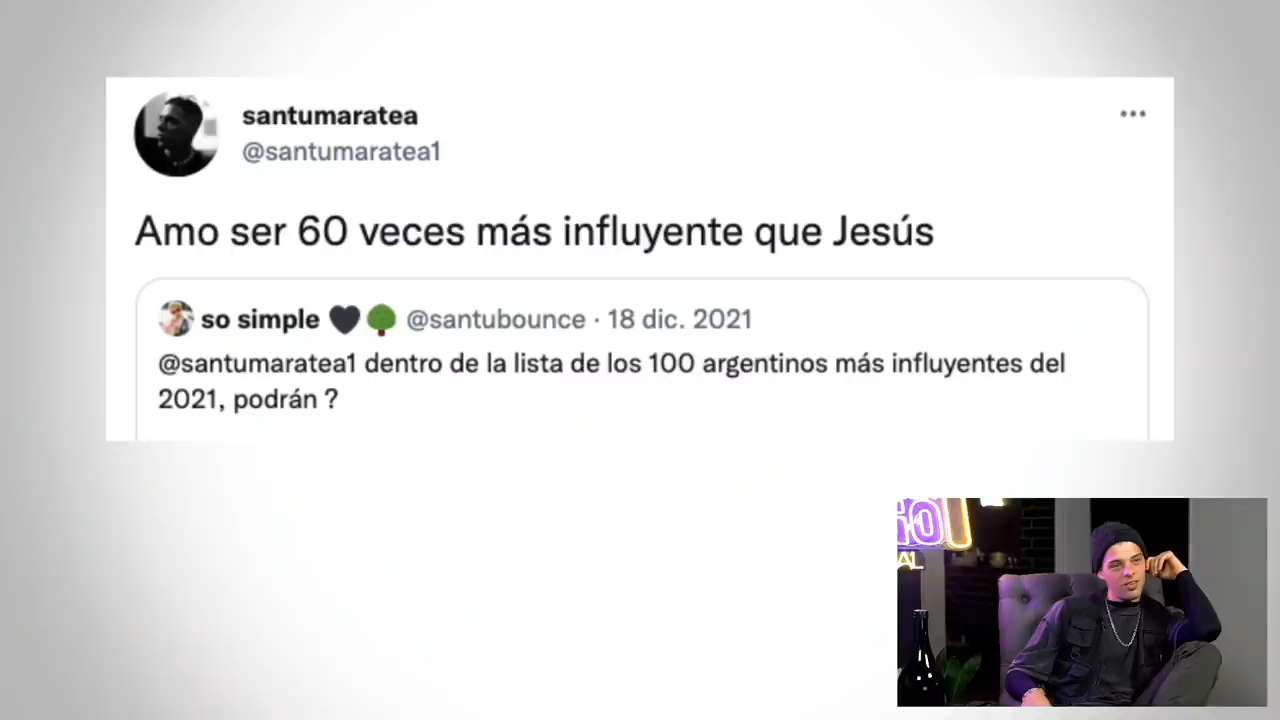 santumaratea
@santumaratea1
Amo ser 60 veces más influyente que Jesús
so simple 🖤🌳 @santubounce · 18 dic. 2021
@santumaratea1 dentro de la lista de los 100 argentinos más influyentes del
2021, podrán ?
AL